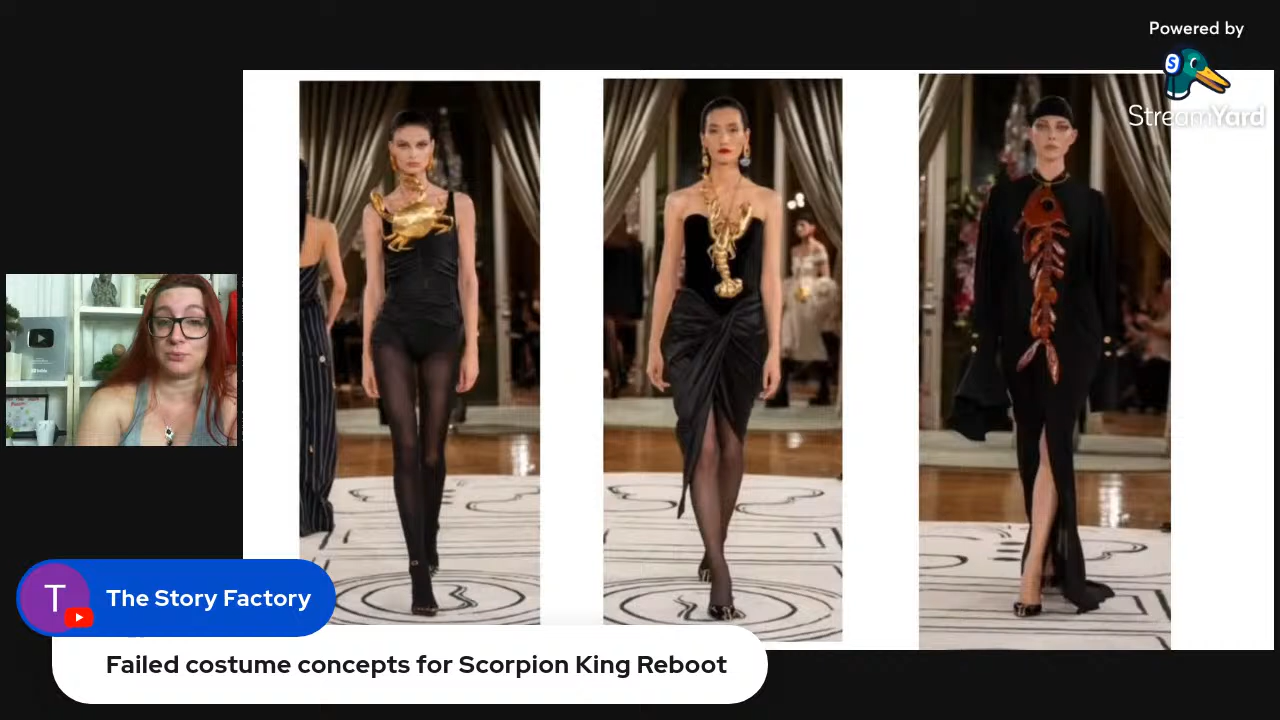 Powered by
S
StreamYard
T
The Story Factory
Failed costume concepts for Scorpion King Reboot